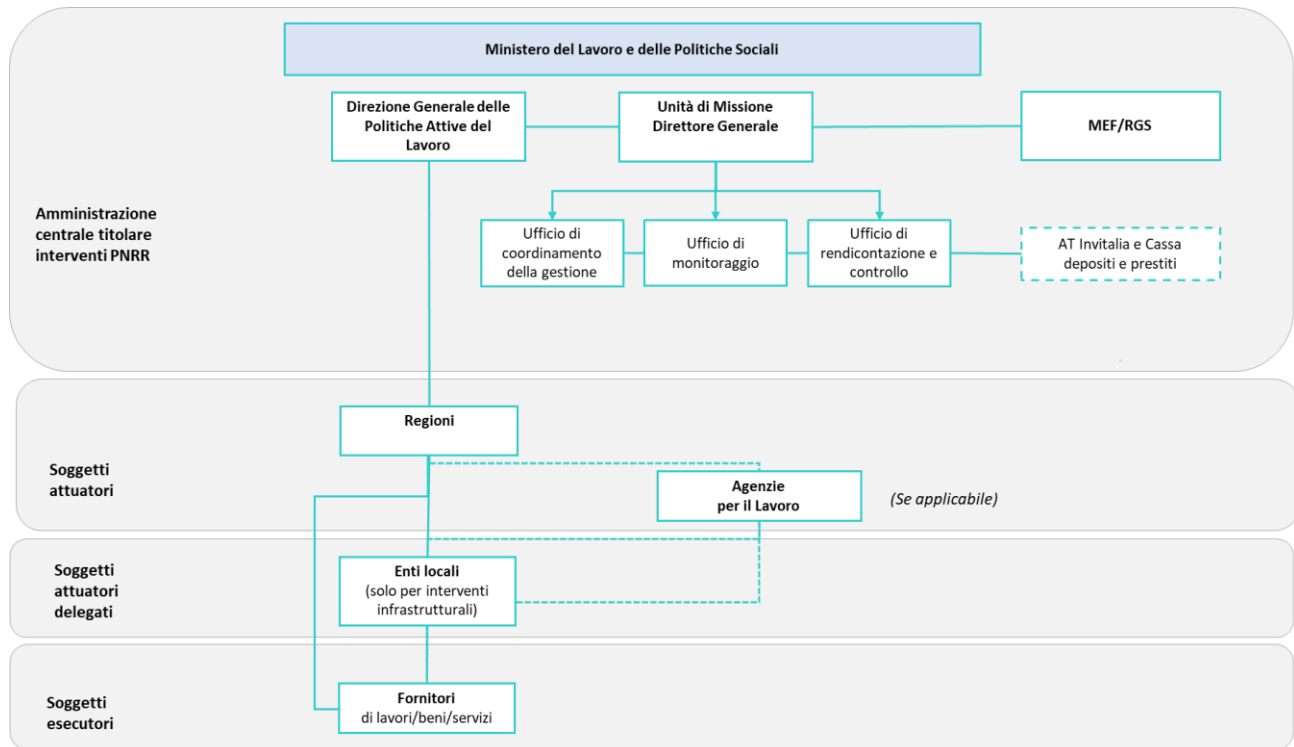 Ministero del Lavoro e delle Politiche Sociali
Direzione Generale delle
Politiche Attive del
Lavoro
Unità di Missione
Direttore Generale
MEF/RGS
Amministrazione
centrale titolare
interventi PNRR
Ufficio di
coordinamento
della gestione
Ufficio di
monitoraggio
Ufficio di
rendicontazione e
controllo
AT Invitalia e Cassa
depositi e prestiti
Regioni
Soggetti
attuatori
Agenzie
per il Lavoro
(Se applicabile)
Soggetti
attuatori
delegati
Enti locali
(solo per interventi
infrastrutturali)
Soggetti
esecutori
Fornitori
di lavori/beni/servizi